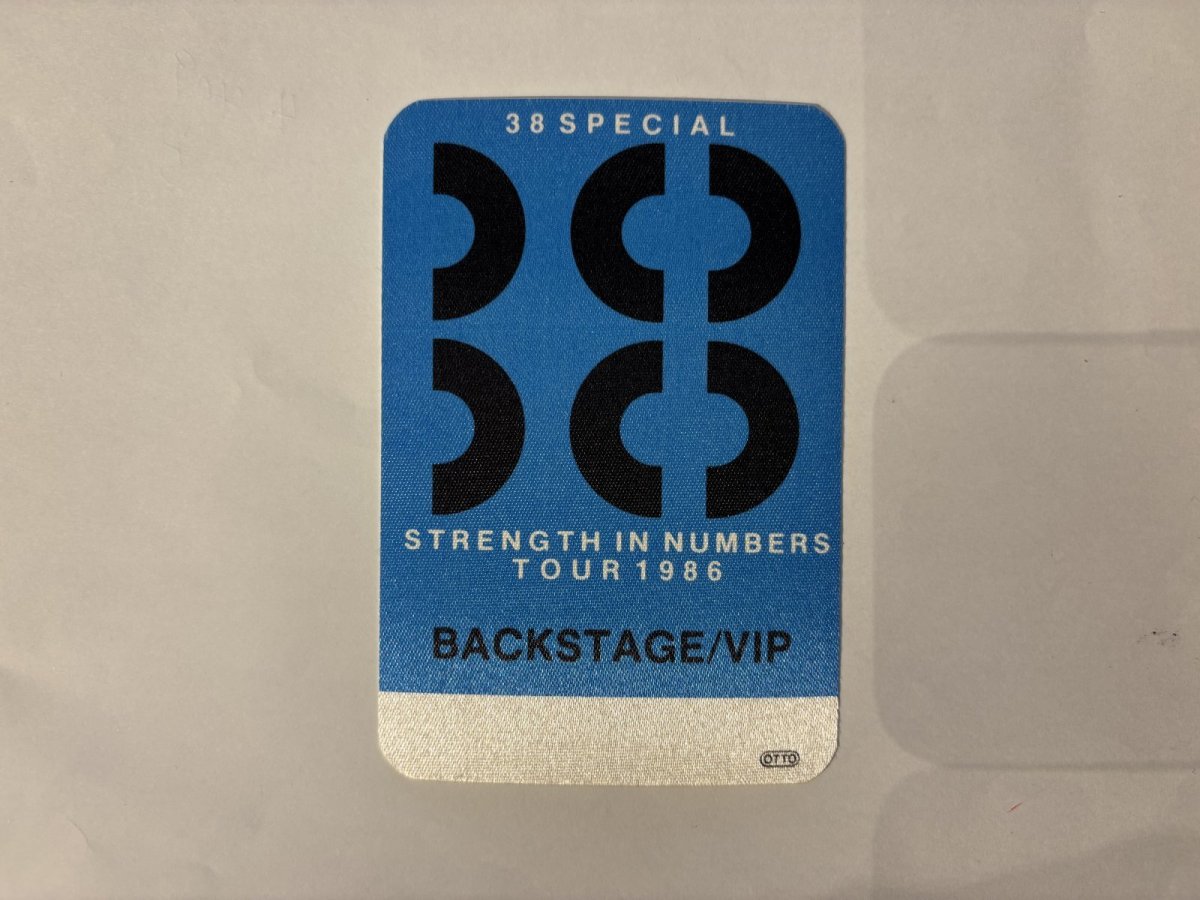 38 SPECIAL
STRENGTH IN NUMBERS
TOUR 1986
BACKSTAGE/VIP
OTTO